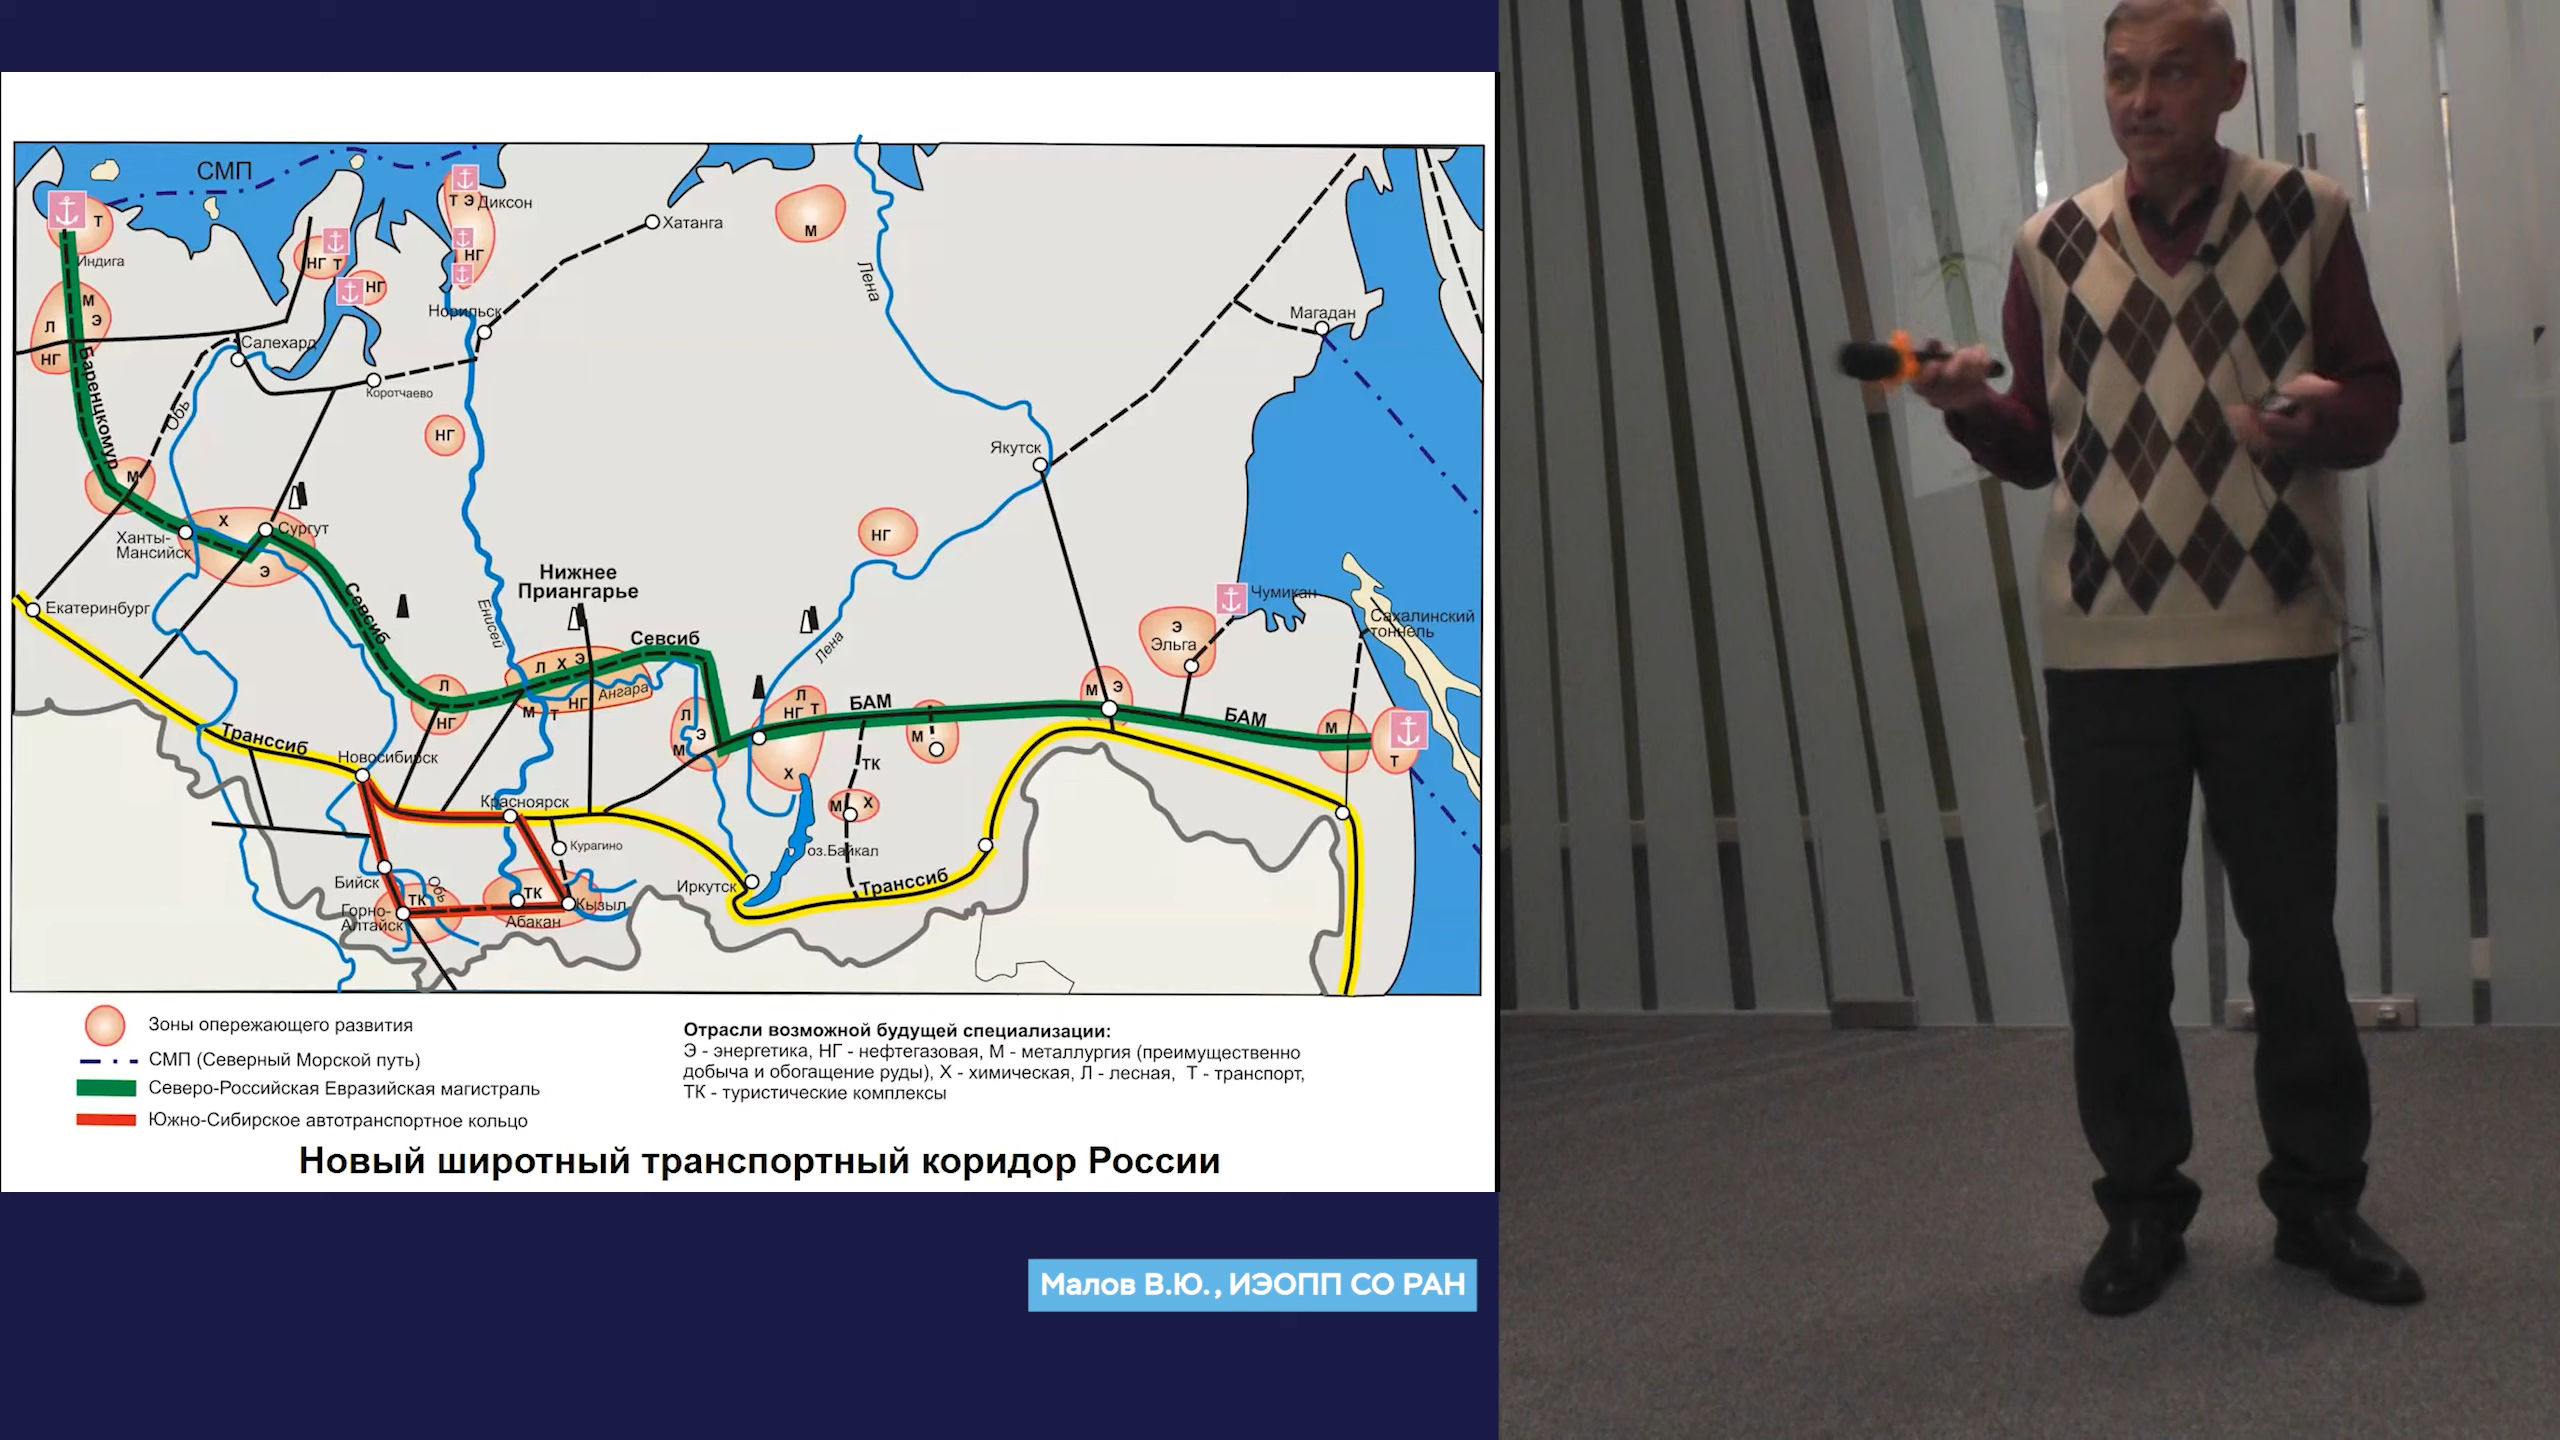 СМП
Т
Т Э
Диксон
НГ
Индига
НГ Т
НГ
М
Хатанга
Лена
Норильск
М
Э
Л
НГ
Салехард
Коротчаево
Баренцкомур
Обь
Магадан
НГ
Якутск
М
Х
Сургут
Ханты-
Мансийск
Э
НГ
Нижнее
Приангарье
Екатеринбург
Севсиб
Енисей
Севсиб
Лена
Чумикан
Сахалинский
тоннель
Э
Эльга
Л Х Э
Ангара
НГ
М Т
Л
НГ
Л
Э
М
Л
НГ Т
Х
БАМ
М
М Э
БАМ
М
Т
ТК
М Х
Транссиб
Новосибирск
Красноярск
Курагино
оз.Байкал
Иркутск
Транссиб
Бийск
Обь
ТК
Горно-
Алтайск
ТК
Абакан
Кызыл
Зоны опережающего развития
СМП (Северный Морской путь)
Северо-Российская Евразийская магистраль
Южно-Сибирское автотранспортное кольцо
Отрасли возможной будущей специализации:
Э - энергетика, НГ - нефтегазовая, М - металлургия (преимущественно
добыча и обогащение руды), Х - химическая, Л - лесная, Т - транспорт,
ТК - туристические комплексы
Новый широтный транспортный коридор России
Малов В.Ю., ИЭОПП СО РАН